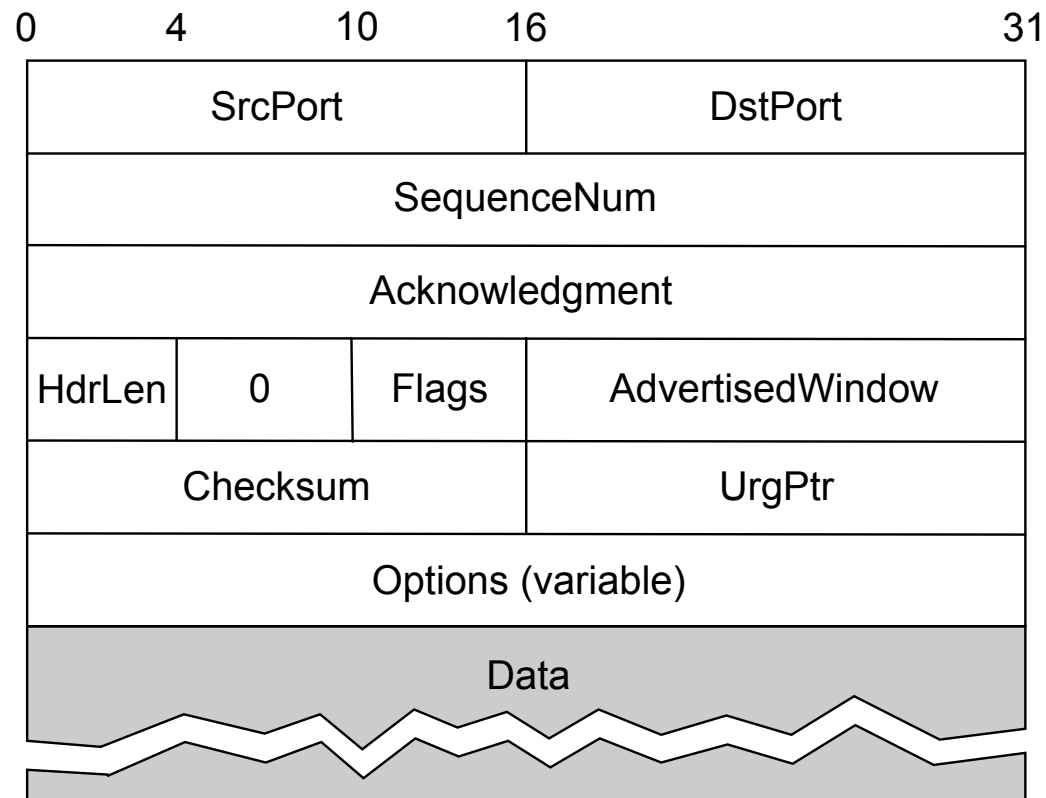 0 4 10 16 31
SrcPort DstPort
SequenceNum
Acknowledgment
HdrLen 0 Flags AdvertisedWindow
Checksum UrgPtr
Options (variable)
Data